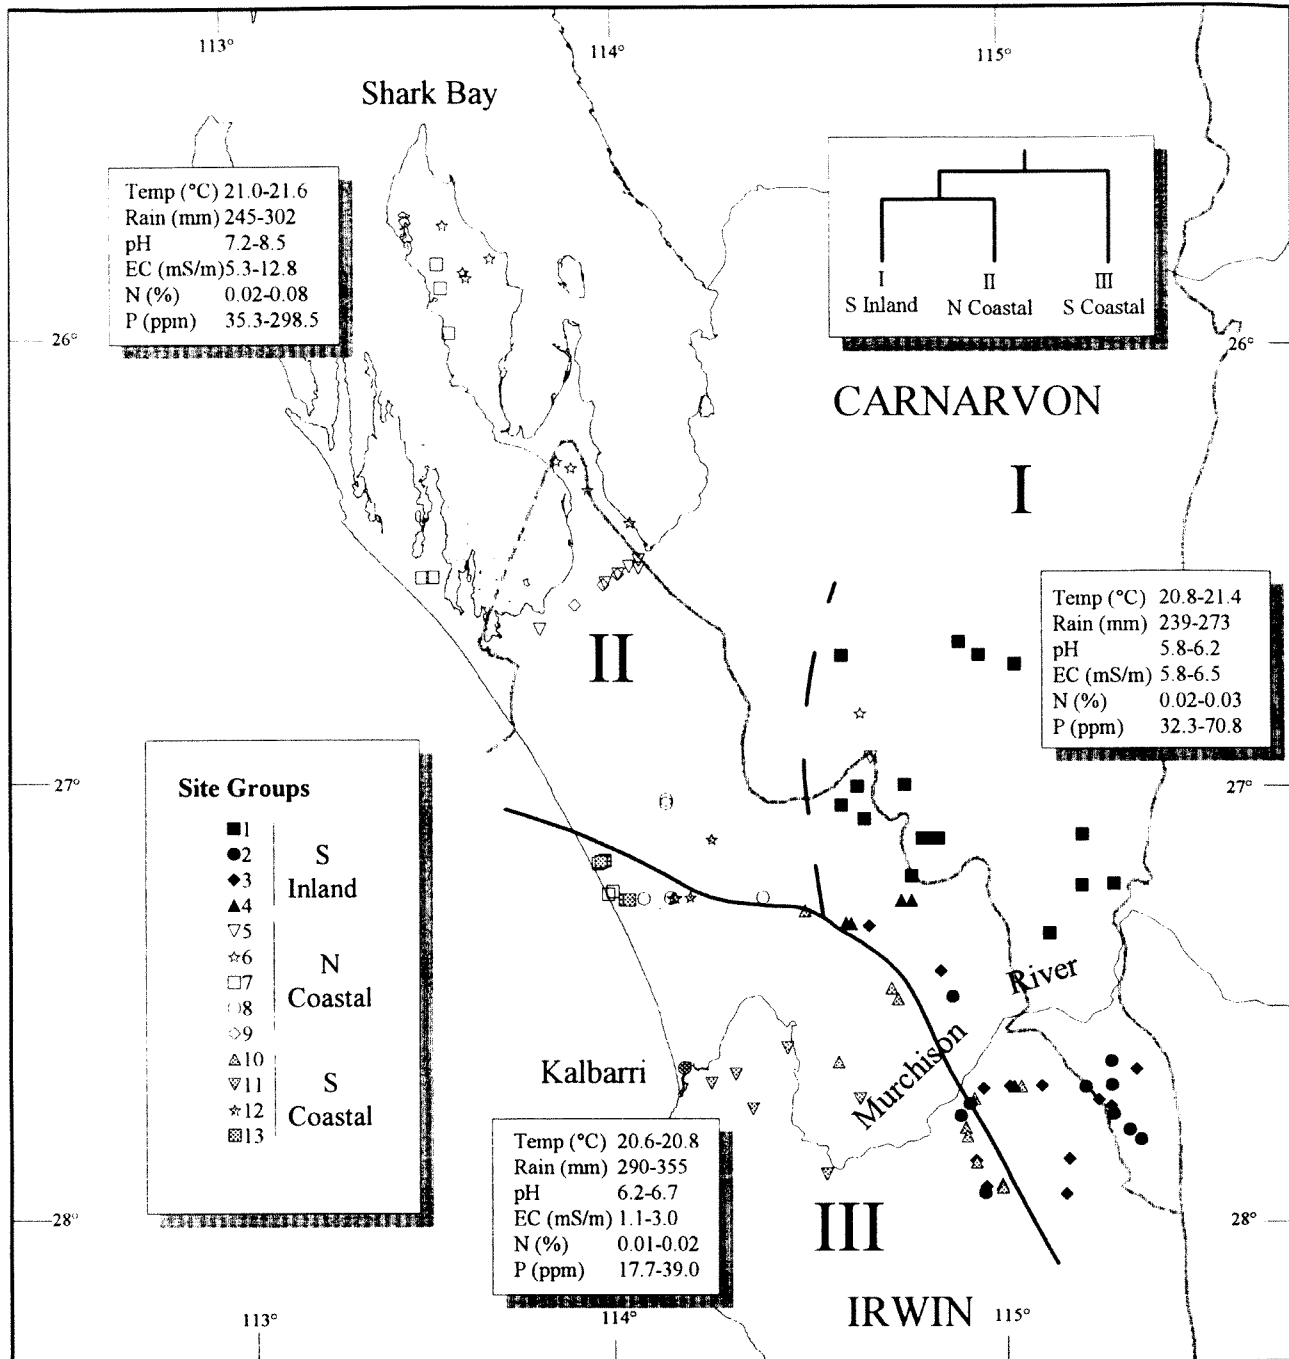 113°
114°
115°
Shark Bay
Temp (°C) 21.0-21.6
Rain (mm) 245-302
pH 7.2-8.5
EC (mS/m) 5.3-12.8
N (%) 0.02-0.08
P (ppm) 35.3-298.5
I
S Inland
II
N Coastal
III
S Coastal
26°
26°
CARNARVON
I
Temp (°C) 20.8-21.4
Rain (mm) 239-273
pH 5.8-6.2
EC (mS/m) 5.8-6.5
N (%) 0.02-0.03
P (ppm) 32.3-70.8
II
27°
27°
Site Groups
1
2
3
4
S
Inland
5
6
7
8
9
N
Coastal
10
11
12
13
S
Coastal
Murchison
River
Kalbarri
Temp (°C) 20.6-20.8
Rain (mm) 290-355
pH 6.2-6.7
EC (mS/m) 1.1-3.0
N (%) 0.01-0.02
P (ppm) 17.7-39.0
28°
28°
III
IRWIN
113°
114°
115°